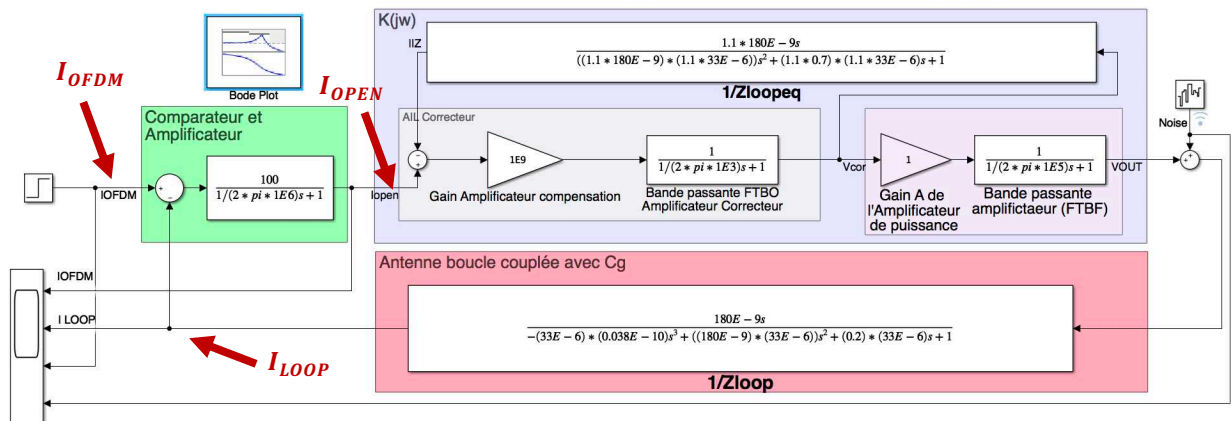 K(jw)
IIZ
1.1 * 180E − 9s
((1.1 * 180E − 9) * (1.1 * 33E − 6))s² + (1.1 * 0.7) * (1.1 * 33E − 6)s + 1
1/Zloopeq
Bode Plot
I_OFDM
I_OPEN
Comparateur et
Amplificateur
AIL Correcteur
Noise
+
−
100
1/(2 * pi * 1E6)s + 1
IOFDM
Iopen
−
+
1E9
Gain Amplificateur compensation
1
1/(2 * pi * 1E3)s + 1
Bande passante FTBO
Amplificateur Correcteur
Vcor
1
Gain A de
l'Amplificateur
de puissance
1
1/(2 * pi * 1E5)s + 1
Bande passante
amplifictaeur (FTBF)
VOUT
+
+
Antenne boucle couplée avec Cg
IOFDM
I LOOP
180E − 9s
−(33E − 6) * (0.038E − 10)s³ + ((180E − 9) * (33E − 6))s² + (0.2) * (33E − 6)s + 1
1/Zloop
I_LOOP